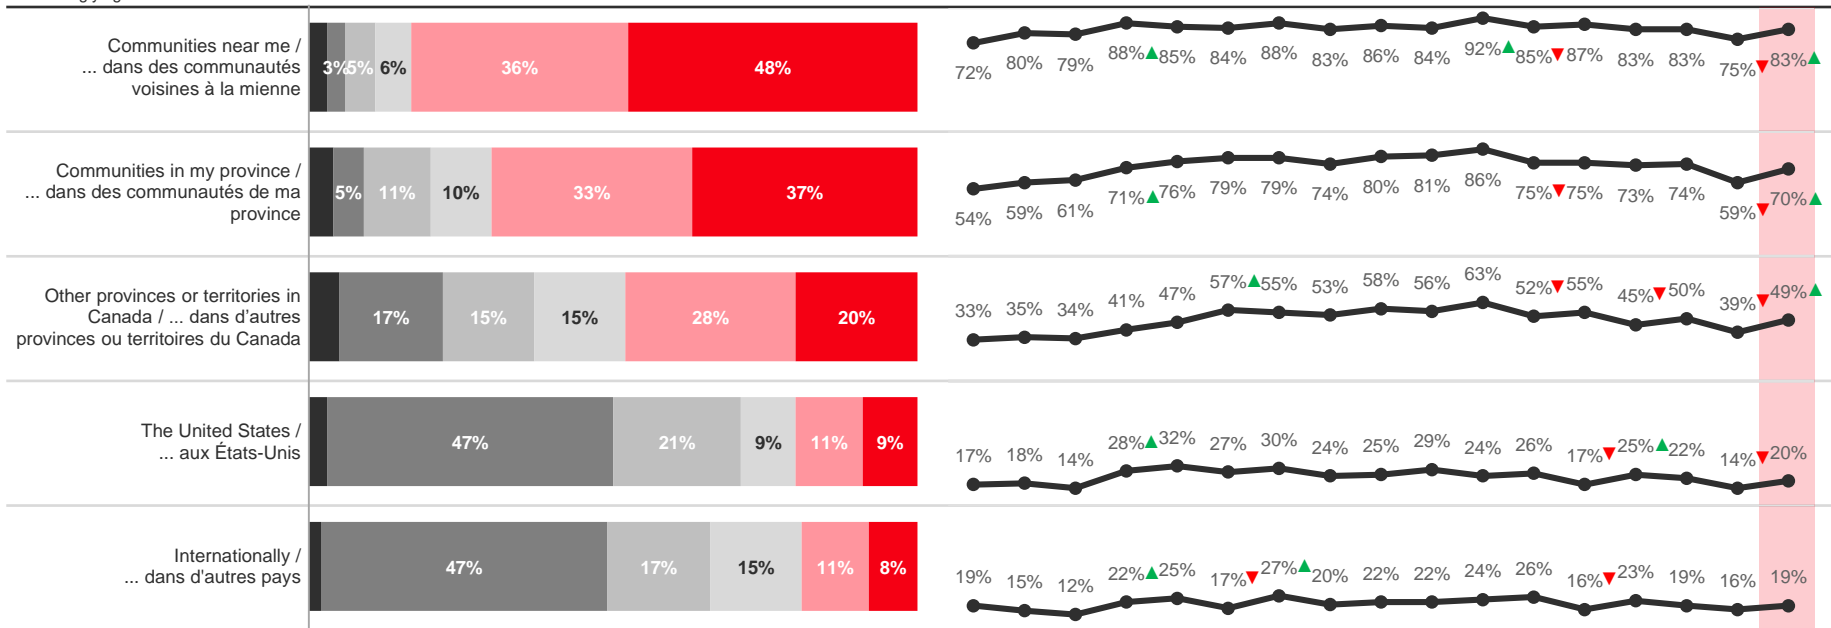 Communities near me /
... dans des communautés
voisines à la mienne
3% 5% 6% 36% 48%
72% 80% 79% 88% 85% 84% 88% 83% 86% 84% 92% 85% 87% 83% 83% 75% 83%
Communities in my province /
... dans des communautés de ma
province
5% 11% 10% 33% 37%
54% 59% 61% 71% 76% 79% 79% 74% 80% 81% 86% 75% 75% 73% 74% 59% 70%
Other provinces or territories in
Canada / ... dans d’autres
provinces ou territoires du Canada
17% 15% 15% 28% 20%
33% 35% 34% 41% 47% 57% 55% 53% 58% 56% 63% 52% 55% 45% 50% 39% 49%
The United States /
... aux États-Unis
47% 21% 9% 11% 9%
17% 18% 14% 28% 32% 27% 30% 24% 25% 29% 24% 26% 17% 25% 22% 14% 20%
Internationally /
... dans d'autres pays
47% 17% 15% 11% 8%
19% 15% 12% 22% 25% 17% 27% 20% 22% 22% 24% 26% 16% 23% 19% 16% 19%